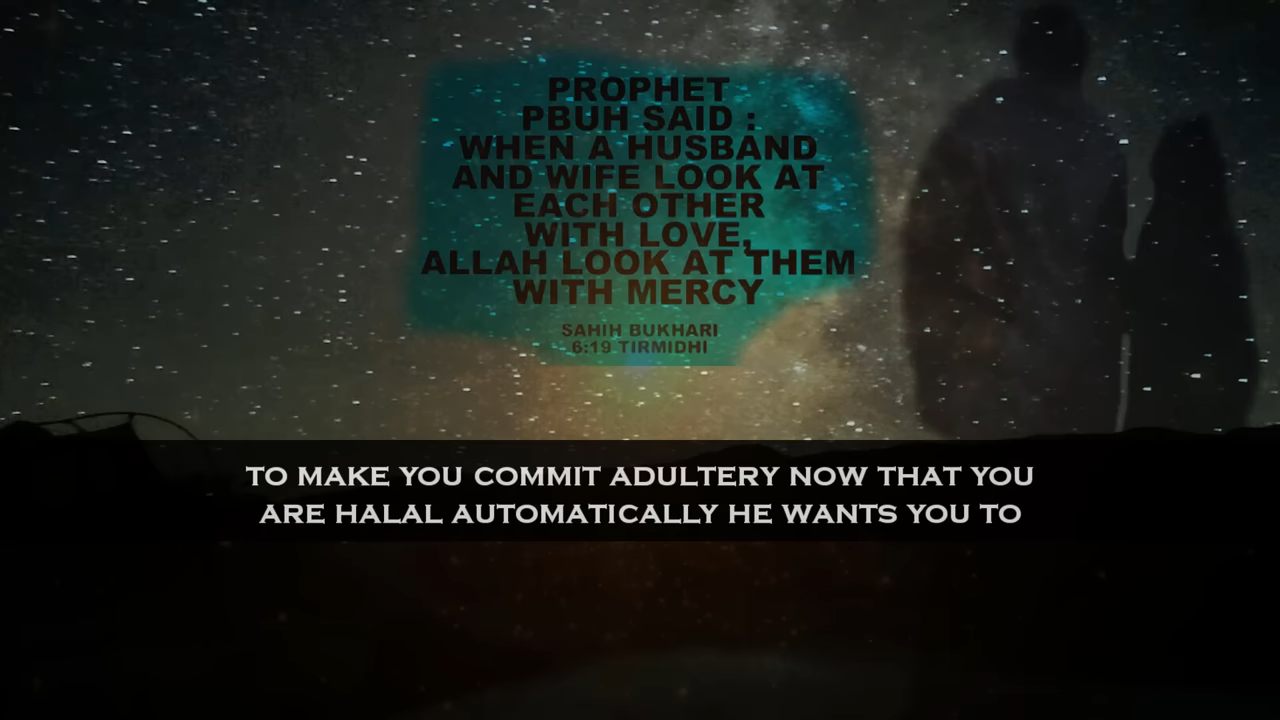 PROPHET
PBUH SAID :
WHEN A HUSBAND
AND WIFE LOOK AT
EACH OTHER
WITH LOVE,
ALLAH LOOK AT THEM
WITH MERCY
SAHIH BUKHARI
6:19 TIRMIDHI
TO MAKE YOU COMMIT ADULTERY NOW THAT YOU
ARE HALAL AUTOMATICALLY HE WANTS YOU TO